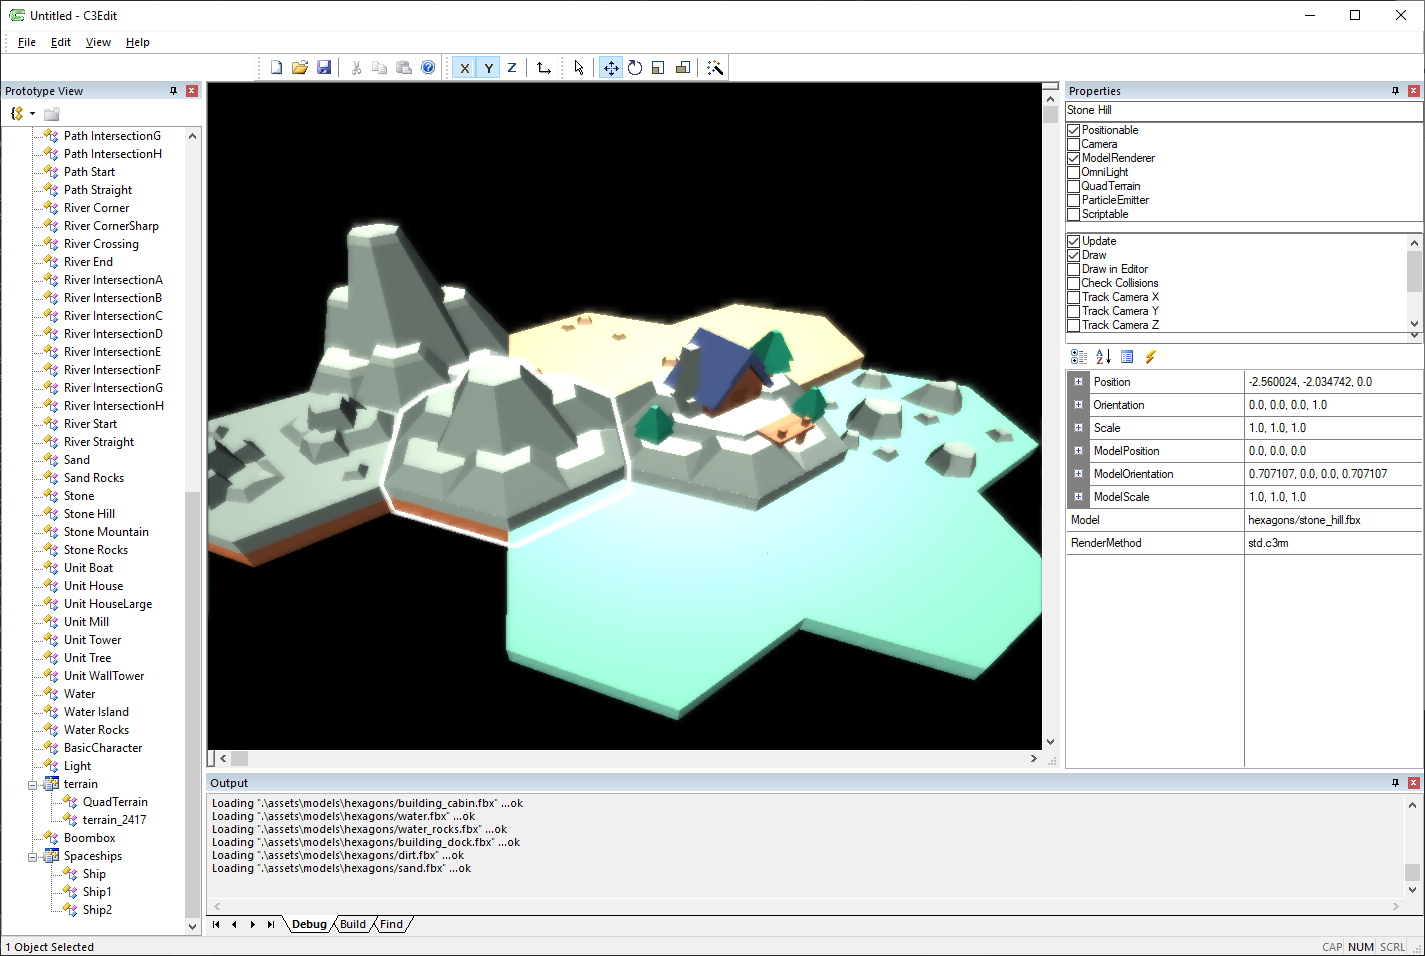 Untitled - C3Edit
File Edit View Help
X Y Z
Prototype View
Path IntersectionG
Path IntersectionH
Path Start
Path Straight
River Corner
River CornerSharp
River Crossing
River End
River IntersectionA
River IntersectionB
River IntersectionC
River IntersectionD
River IntersectionE
River IntersectionF
River IntersectionG
River IntersectionH
River Start
River Straight
Sand
Sand Rocks
Stone
Stone Hill
Stone Mountain
Stone Rocks
Unit Boat
Unit House
Unit HouseLarge
Unit Mill
Unit Tower
Unit Tree
Unit WallTower
Water
Water Island
Water Rocks
BasicCharacter
Light
terrain
QuadTerrain
terrain_2417
Boombox
Spaceships
Ship
Ship1
Ship2
Properties
Stone Hill
Positionable
Camera
ModelRenderer
OmniLight
QuadTerrain
ParticleEmitter
Scriptable
Update
Draw
Draw in Editor
Check Collisions
Track Camera X
Track Camera Y
Track Camera Z
Position -2.560024, -2.034742, 0.0
Orientation 0.0, 0.0, 0.0, 1.0
Scale 1.0, 1.0, 1.0
ModelPosition 0.0, 0.0, 0.0
ModelOrientation 0.707107, 0.0, 0.0, 0.707107
ModelScale 1.0, 1.0, 1.0
Model hexagons/stone_hill.fbx
RenderMethod std.c3m
Output
Loading ".\assets\models\hexagons/building_cabin.fbx" ...ok
Loading ".\assets\models\hexagons/water.fbx" ...ok
Loading ".\assets\models\hexagons/water_rocks.fbx" ...ok
Loading ".\assets\models\hexagons/building_dock.fbx" ...ok
Loading ".\assets\models\hexagons/dirt.fbx" ...ok
Loading ".\assets\models\hexagons/sand.fbx" ...ok
Debug Build Find
1 Object Selected
CAP NUM SCRL